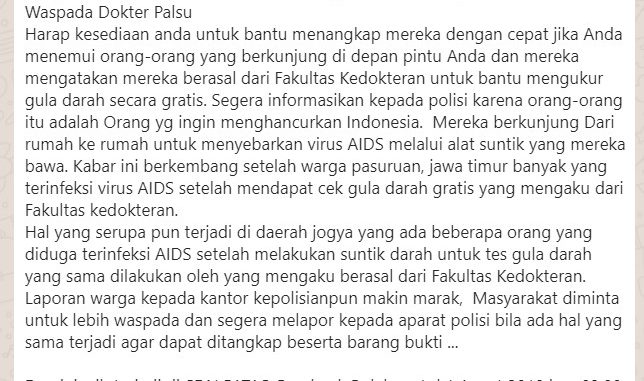 Waspada Dokter Palsu
Harap kesediaan anda untuk bantu menangkap mereka dengan cepat jika Anda
menemui orang-orang yang berkunjung di depan pintu Anda dan mereka
mengatakan mereka berasal dari Fakultas Kedokteran untuk bantu mengukur
gula darah secara gratis. Segera informasikan kepada polisi karena orang-orang
itu adalah Orang yg ingin menghancurkan Indonesia.  Mereka berkunjung Dari
rumah ke rumah untuk menyebarkan virus AIDS melalui alat suntik yang mereka
bawa. Kabar ini berkembang setelah warga pasuruan, jawa timur banyak yang
terinfeksi virus AIDS setelah mendapat cek gula darah gratis yang mengaku dari
Fakultas kedokteran.
Hal yang serupa pun terjadi di daerah jogya yang ada beberapa orang yang
diduga terinfeksi AIDS setelah melakukan suntik darah untuk tes gula darah
yang sama dilakukan oleh yang mengaku berasal dari Fakultas Kedokteran.
Laporan warga kepada kantor kepolisianpun makin marak,  Masyarakat diminta
untuk lebih waspada dan segera melapor kepada aparat polisi bila ada hal yang
sama terjadi agar dapat ditangkap beserta barang bukti ...